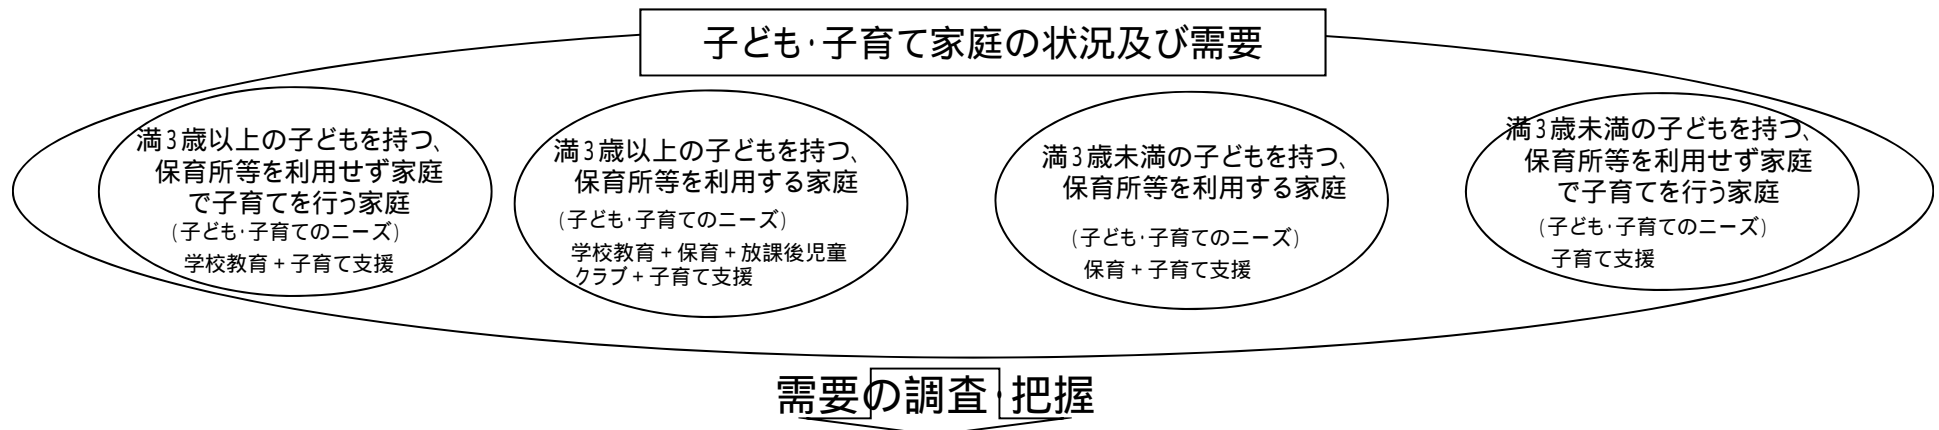 子ども・子育て家庭の状況及び需要
満3歳以上の子どもを持つ、
保育所等を利用せず家庭
で子育てを行う家庭
(子ども・子育てのニーズ)
学校教育+子育て支援
満3歳以上の子どもを持つ、
保育所等を利用する家庭
(子ども・子育てのニーズ)
学校教育+保育+放課後児童
クラブ+子育て支援
満3歳未満の子どもを持つ、
保育所等を利用する家庭
(子ども・子育てのニーズ)
保育+子育て支援
満3歳未満の子どもを持つ、
保育所等を利用せず家庭
で子育てを行う家庭
(子ども・子育てのニーズ)
子育て支援
需要の調査・把握